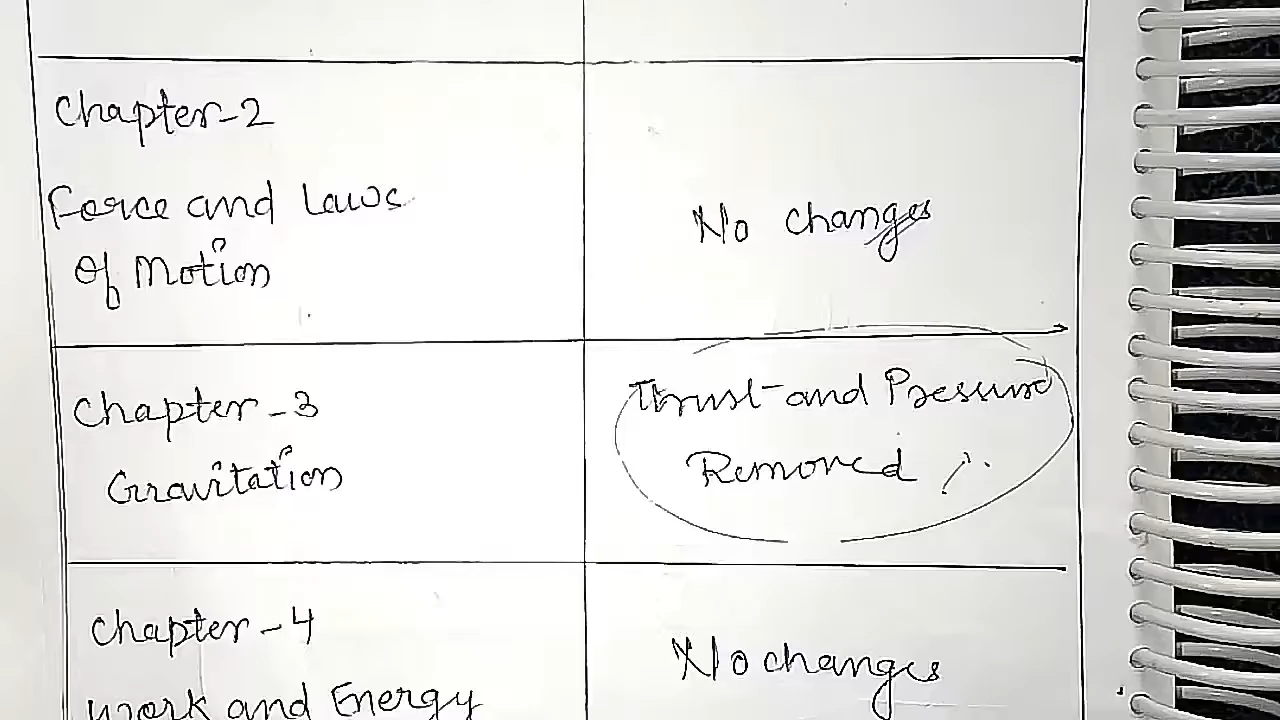 Chapter-2
Force and Laws
Of Motion
No changes
Chapter-3
Gravitation
Thrust and Pressure
Removed
Chapter-4
Work and Energy
No changes